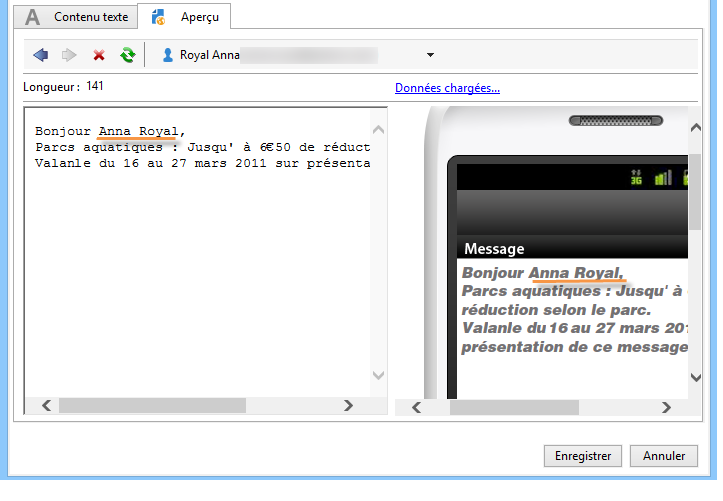 A Contenu texte
Aperçu
Royal Anna
Longueur : 141
Données chargées...
Bonjour Anna Royal,
Parcs aquatiques : Jusqu' à 6€50 de réduct
Valanle du 16 au 27 mars 2011 sur présenta
3G
Message
Bonjour Anna Royal,
Parcs aquatiques : Jusqu' à
réduction selon le parc.
Valanle du 16 au 27 mars 201
présentation de ce message
Enregistrer
Annuler